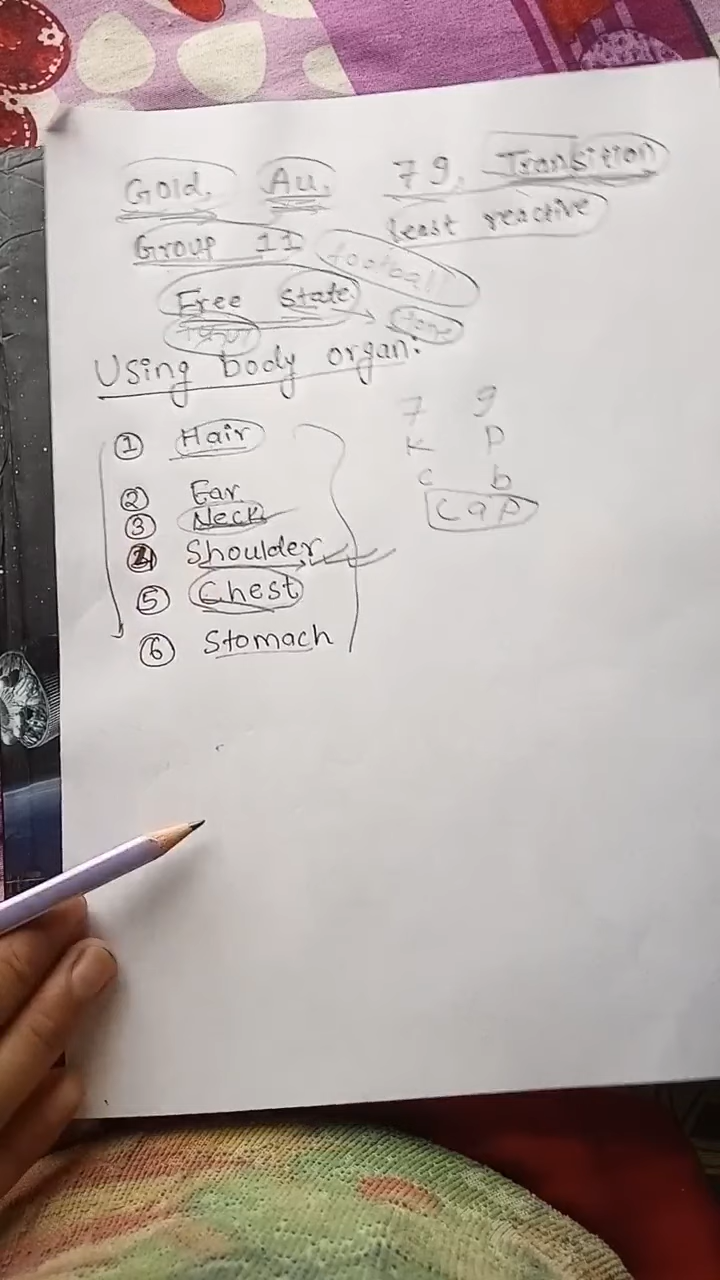 Gold. Au. 79. Transition
Group 11 least reactive
football
Free State
Using body organ:
① Hair
② Ear
③ Neck
4 Shoulder
⑤ Chest
⑥ Stomach
7 9
K P
c b
cap